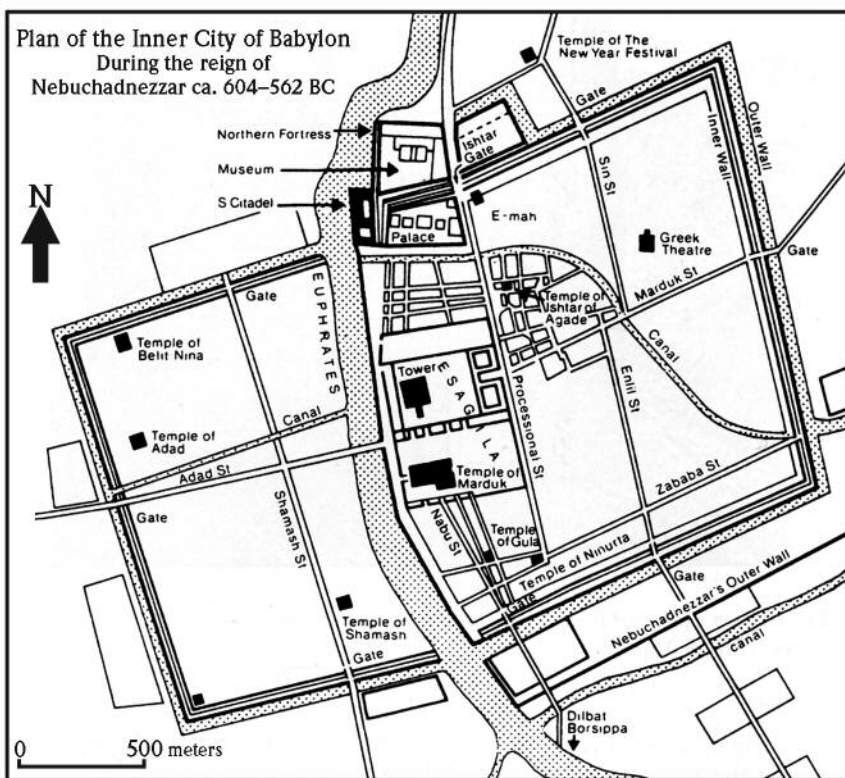 Plan of the Inner City of Babylon
During the reign of
Nebuchadnezzar ca. 604–562 BC
Temple of The
New Year Festival
Gate
Outer Wall
Inner Wall
Northern Fortress
Ishtar
Gate
Museum
Sin St
N
S Citadel
E-mah
Palace
Greek
Theatre
Gate
Marduk St
EUPHRATES
Gate
Temple of
Ishtar of
Agade
Canal
Temple of
Belit Nina
Tower
ESAGILA
Processional St
Enlil St
Canal
Temple of
Adad
Adad St
Temple of
Marduk
Zababa St
Gate
Shamash St
Nabu St
Temple
of Gula
Temple of Ninurta
Gate
Gate
Nebuchadnezzar's Outer Wall
Temple of
Shamash
Gate
canal
Dilbat
Borsippa
0 500 meters